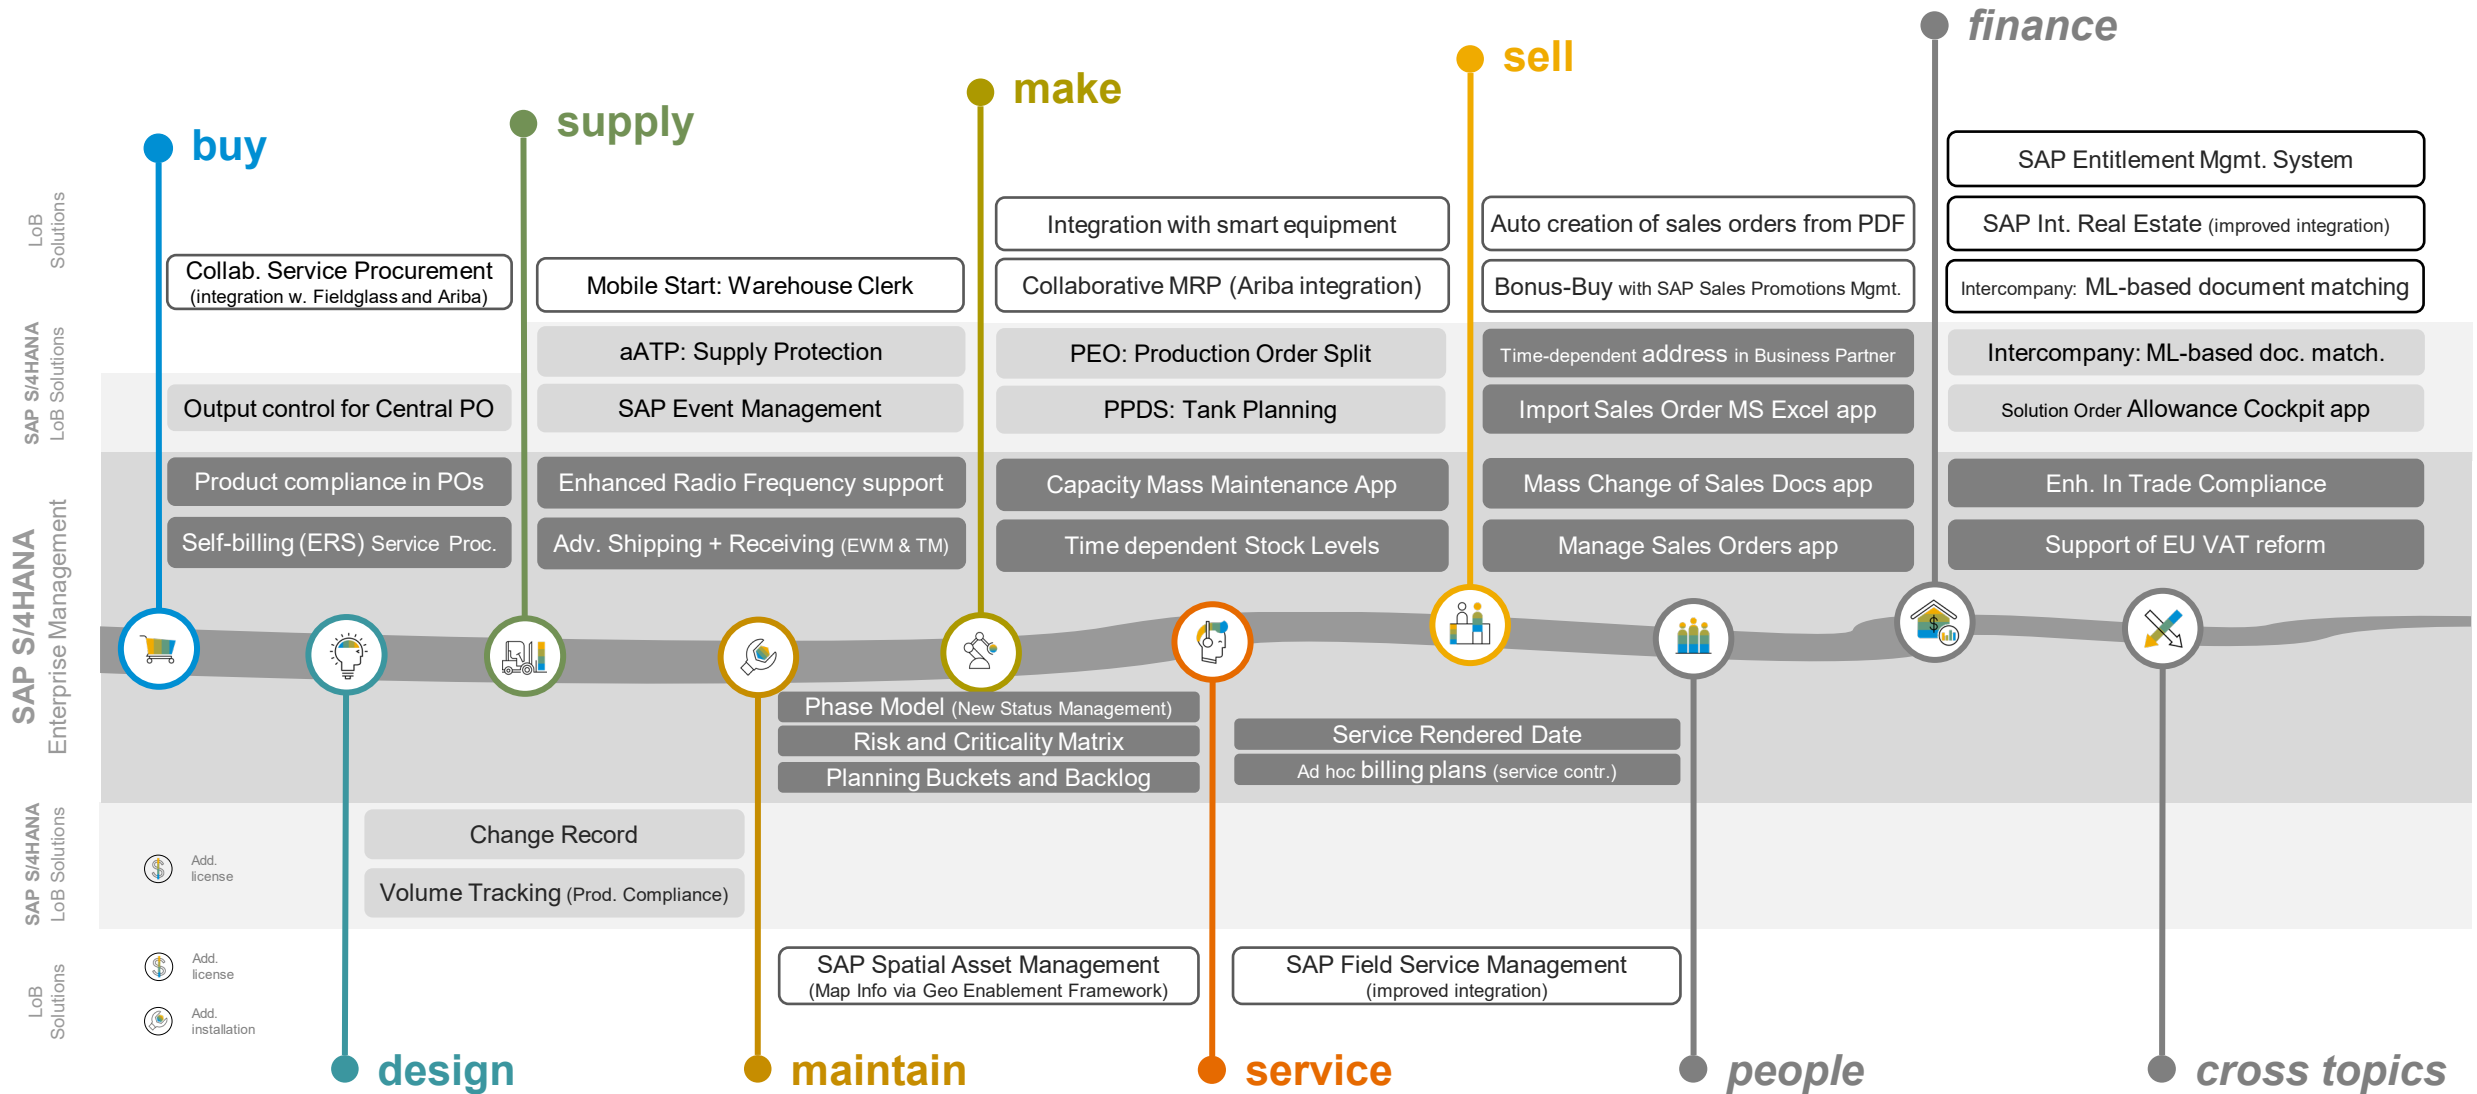 finance
sell
make
supply
buy
LoB
Solutions
SAP Entitlement Mgmt. System
Integration with smart equipment
Auto creation of sales orders from PDF
SAP Int. Real Estate (improved integration)
Collab. Service Procurement
(integration w. Fieldglass and Ariba)
Mobile Start: Warehouse Clerk
Collaborative MRP (Ariba integration)
Bonus-Buy with SAP Sales Promotions Mgmt.
Intercompany: ML-based document matching
SAP S/4HANA
LoB Solutions
aATP: Supply Protection
PEO: Production Order Split
Time-dependent address in Business Partner
Intercompany: ML-based doc. match.
Output control for Central PO
SAP Event Management
PPDS: Tank Planning
Import Sales Order MS Excel app
Solution Order Allowance Cockpit app
SAP S/4HANA
Enterprise Management
Product compliance in POs
Enhanced Radio Frequency support
Capacity Mass Maintenance App
Mass Change of Sales Docs app
Enh. In Trade Compliance
Self-billing (ERS) Service Proc.
Adv. Shipping + Receiving (EWM & TM)
Time dependent Stock Levels
Manage Sales Orders app
Support of EU VAT reform
$
Phase Model (New Status Management)
Risk and Criticality Matrix
Planning Buckets and Backlog
Service Rendered Date
Ad hoc billing plans (service contr.)
SAP S/4HANA
LoB Solutions
$
Add.
license
Change Record
Volume Tracking (Prod. Compliance)
LoB
Solutions
$
Add.
license
Add.
installation
SAP Spatial Asset Management
(Map Info via Geo Enablement Framework)
SAP Field Service Management
(improved integration)
design
maintain
service
people
cross topics